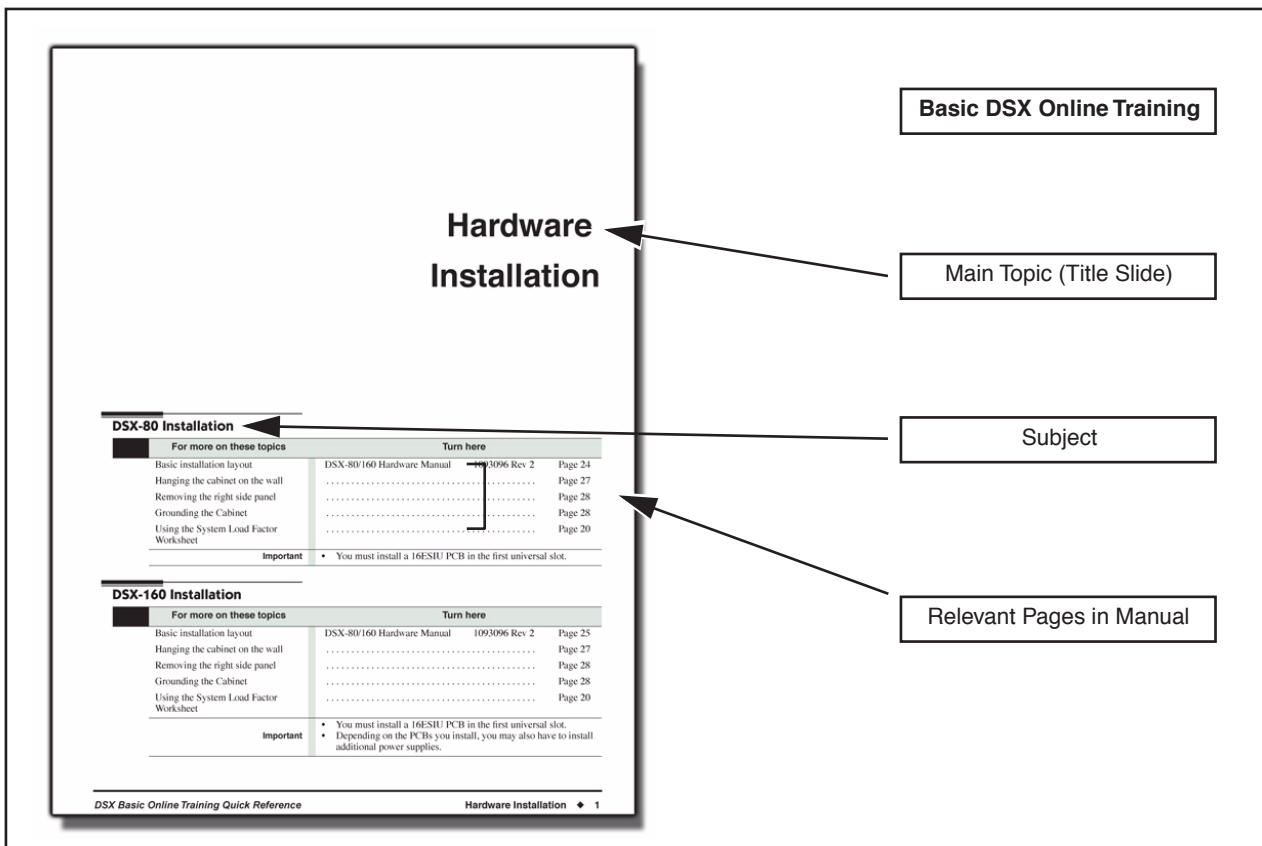 Basic DSX Online Training
Hardware
Installation
Main Topic (Title Slide)
DSX-80 Installation
Subject
For more on these topics Turn here
Basic installation layout DSX-80/160 Hardware Manual 1093096 Rev 2 Page 24
Hanging the cabinet on the wall . . . . . . . . . . . . . . . . . . . . . . . . . . . . . . . . . . . . . . . . . . Page 27
Removing the right side panel . . . . . . . . . . . . . . . . . . . . . . . . . . . . . . . . . . . . . . . . . . Page 28
Grounding the Cabinet . . . . . . . . . . . . . . . . . . . . . . . . . . . . . . . . . . . . . . . . . . Page 28
Using the System Load Factor . . . . . . . . . . . . . . . . . . . . . . . . . . . . . . . . . . . . . . . . . . Page 20
Worksheet
Important • You must install a 16ESIU PCB in the first universal slot.
Relevant Pages in Manual
DSX-160 Installation
For more on these topics Turn here
Basic installation layout DSX-80/160 Hardware Manual 1093096 Rev 2 Page 25
Hanging the cabinet on the wall . . . . . . . . . . . . . . . . . . . . . . . . . . . . . . . . . . . . . . . . . . Page 27
Removing the right side panel . . . . . . . . . . . . . . . . . . . . . . . . . . . . . . . . . . . . . . . . . . Page 28
Grounding the Cabinet . . . . . . . . . . . . . . . . . . . . . . . . . . . . . . . . . . . . . . . . . . Page 28
Using the System Load Factor . . . . . . . . . . . . . . . . . . . . . . . . . . . . . . . . . . . . . . . . . . Page 20
Worksheet
• You must install a 16ESIU PCB in the first universal slot.
Important • Depending on the PCBs you install, you may also have to install
additional power supplies.
DSX Basic Online Training Quick Reference Hardware Installation ◆ 1